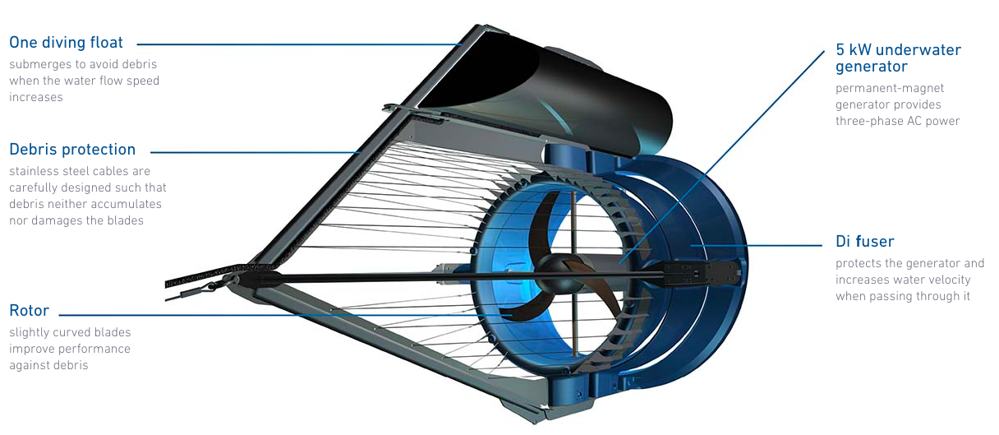 One diving float
submerges to avoid debris
when the water flow speed
increases
Debris protection
stainless steel cables are
carefully designed such that
debris neither accumulates
nor damages the blades
Rotor
slightly curved blades
improve performance
against debris
5 kW underwater
generator
permanent-magnet
generator provides
three-phase AC power
Di fuser
protects the generator and
increases water velocity
when passing through it